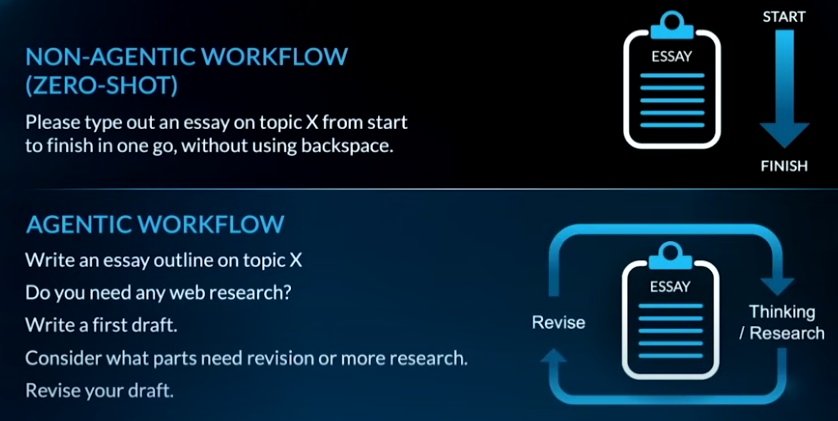 NON-AGENTIC WORKFLOW
(ZERO-SHOT)
Please type out an essay on topic X from start
to finish in one go, without using backspace.
ESSAY
START
FINISH
AGENTIC WORKFLOW
Write an essay outline on topic X
Do you need any web research?
Write a first draft.
Consider what parts need revision or more research.
Revise your draft.
Revise
ESSAY
Thinking
/ Research